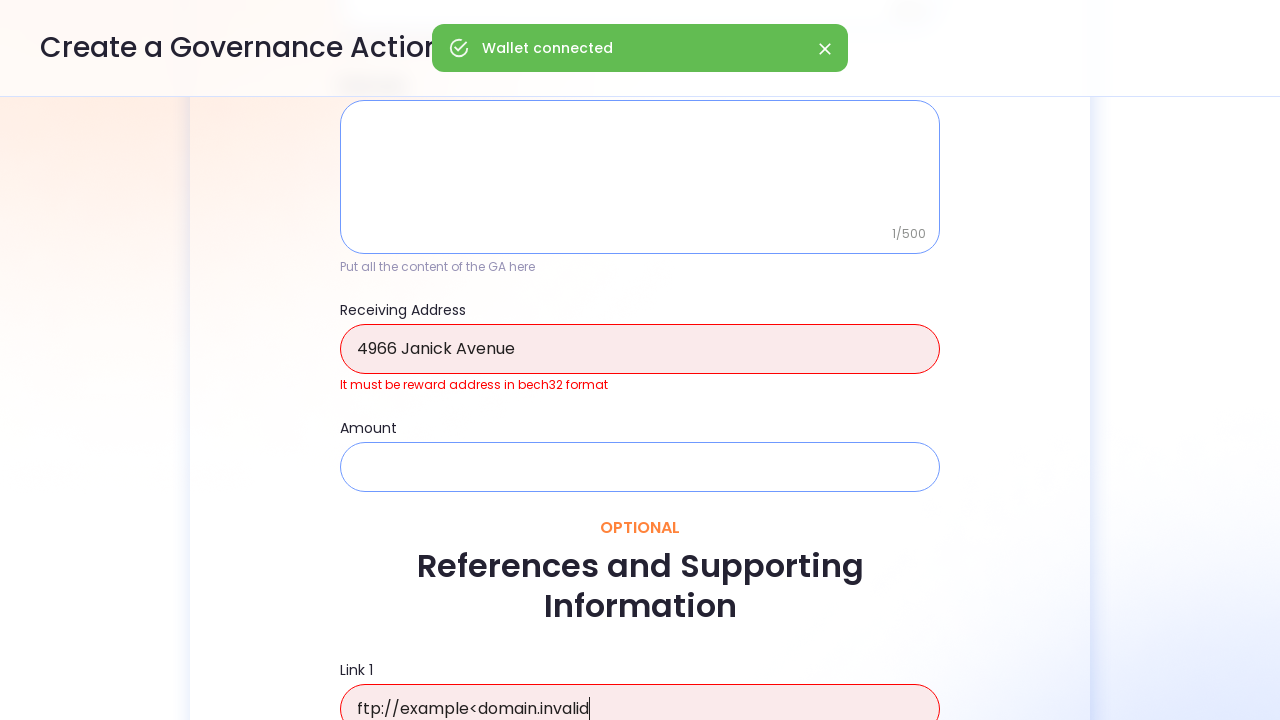 Create a Governance Action
Wallet connected
1/500
Put all the content of the GA here
Receiving Address
4966 Janick Avenue
It must be reward address in bech32 format
Amount
OPTIONAL
References and Supporting
Information
Link 1
ftp://example<domain.invalid